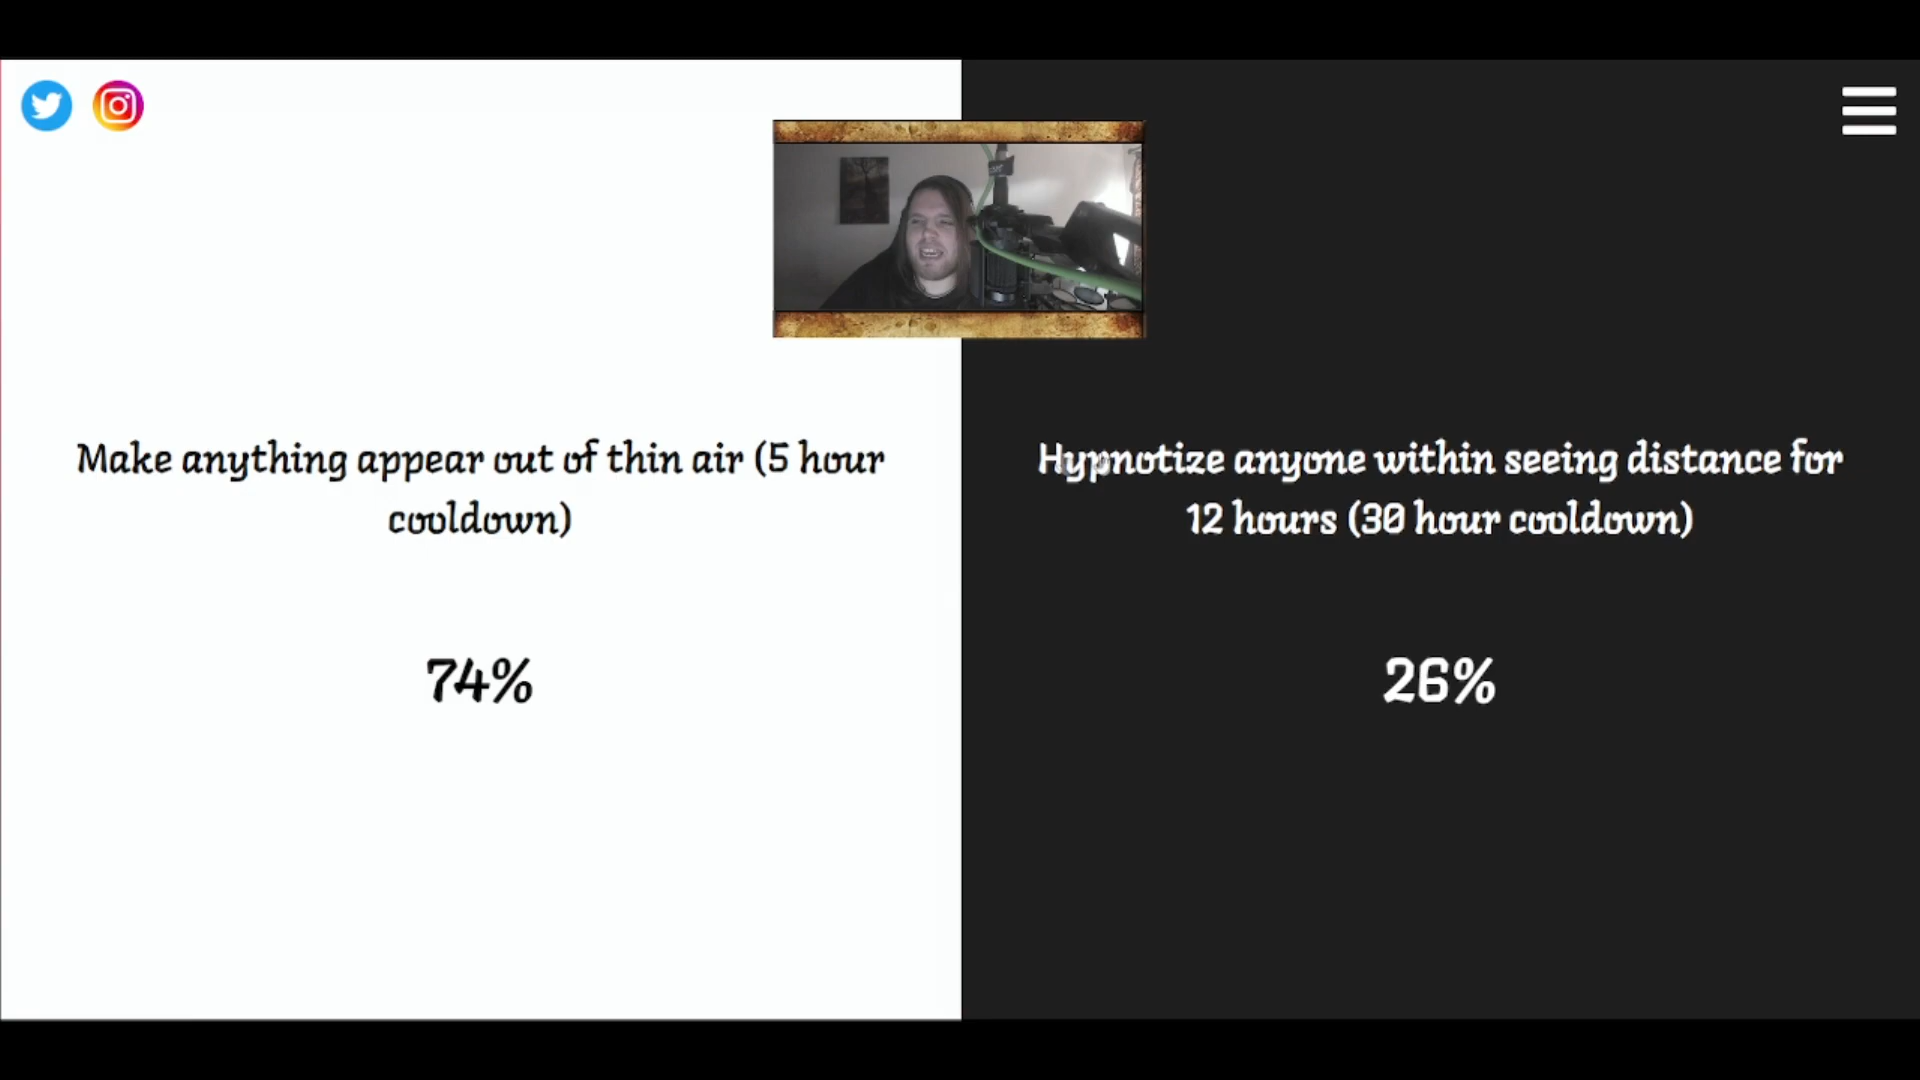 Make anything appear out of thin air (5 hour
cooldown)
74%
Hypnotize anyone within seeing distance for
12 hours (30 hour cooldown)
26%